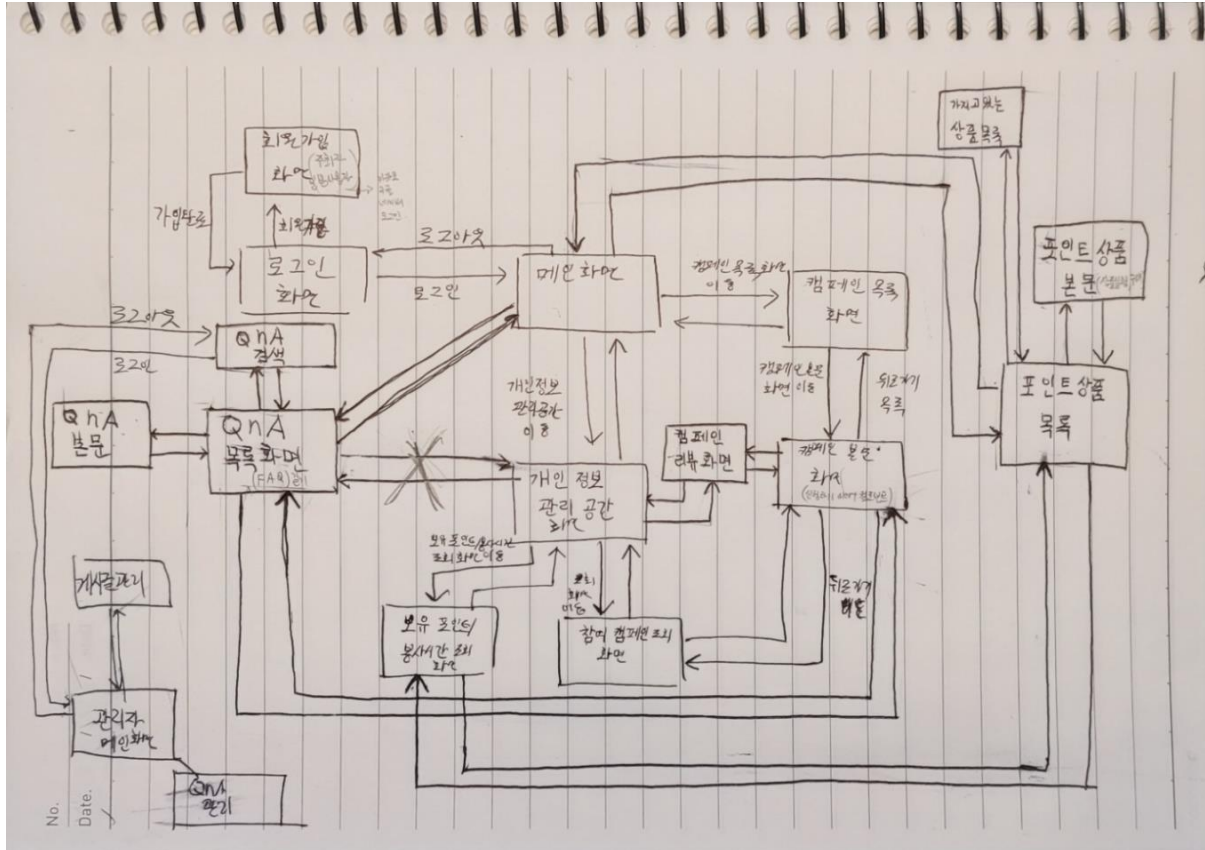 가지고 있는
상품 목록
회원가입
화면
가입완료
회원가입
로그아웃
로그인
화면
로그인
메인화면
캠페인 목록 화면
이동
캠페인 목록
화면
포인트 상품
본문
로그아웃
로그인
QnA
검색
QnA
본문
QnA
목록화면
(FAQ)
개인정보
관리공간
이동
캠페인 본문
화면 이동
뒤로가기
목록
캠페인
리뷰 화면
캠페인 본문
화면
포인트 상품
목록
개인 정보
관리 공간
화면
보유 포인트/봉사시간
조회 화면 이동
조회
화면
이동
뒤로가기
게시글관리
보유 포인트/
봉사시간 조회
화면
참여 캠페인 조회
화면
관리자
메인화면
QnA
관리
No.
Date.